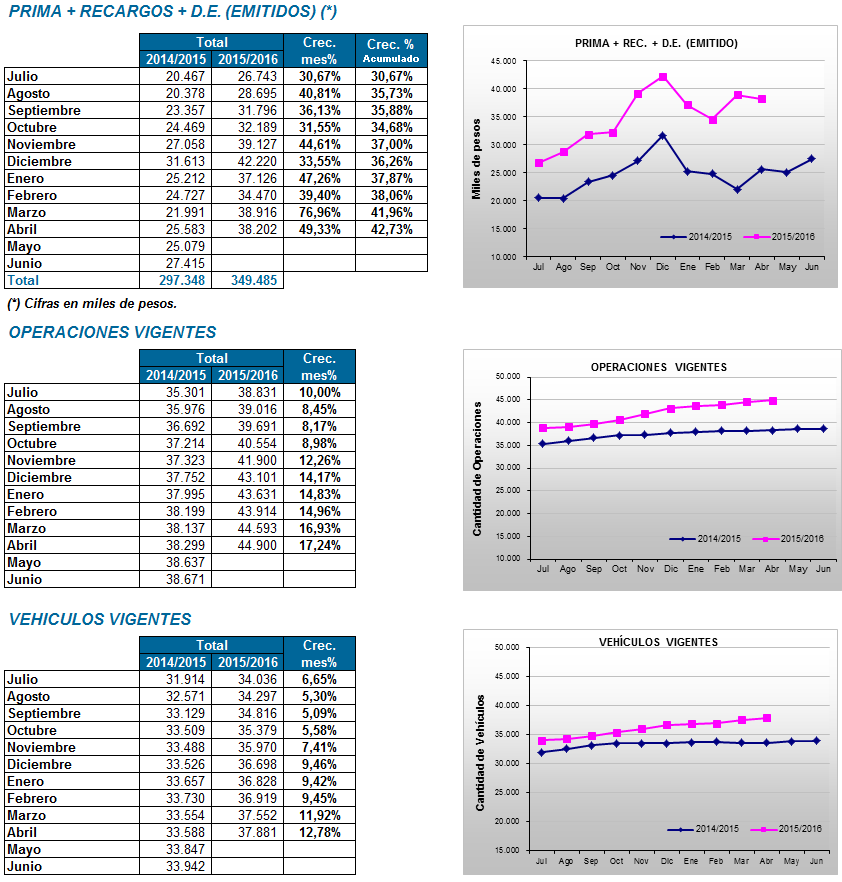 PRIMA + RECARGOS + D.E. (EMITIDOS) (*)
Total Crec. Crec. %
2014/2015 2015/2016 mes% Acumulado
Julio 20.467 26.743 30,67% 30,67%
Agosto 20.378 28.695 40,81% 35,73%
Septiembre 23.357 31.796 36,13% 35,88%
Octubre 24.469 32.189 31,55% 34,68%
Noviembre 27.058 39.127 44,61% 37,00%
Diciembre 31.613 42.220 33,55% 36,26%
Enero 25.212 37.126 47,26% 37,87%
Febrero 24.727 34.470 39,40% 38,06%
Marzo 21.991 38.916 76,96% 41,96%
Abril 25.583 38.202 49,33% 42,73%
Mayo 25.079
Junio 27.415
Total 297.348 349.485
(*) Cifras en miles de pesos.
PRIMA + REC. + D.E. (EMITIDO)
Miles de pesos
45.000
40.000
35.000
30.000
25.000
20.000
15.000
10.000
2014/2015 2015/2016
Jul Ago Sep Oct Nov Dic Ene Feb Mar Abr May Jun
OPERACIONES VIGENTES
Total Crec.
2014/2015 2015/2016 mes%
Julio 35.301 38.831 10,00%
Agosto 35.976 39.016 8,45%
Septiembre 36.692 39.691 8,17%
Octubre 37.214 40.554 8,98%
Noviembre 37.323 41.900 12,26%
Diciembre 37.752 43.101 14,17%
Enero 37.995 43.631 14,83%
Febrero 38.199 43.914 14,96%
Marzo 38.137 44.593 16,93%
Abril 38.299 44.900 17,24%
Mayo 38.637
Junio 38.671
OPERACIONES VIGENTES
Cantidad de Operaciones
50.000
45.000
40.000
35.000
30.000
25.000
20.000
15.000
10.000
2014/2015 2015/2016
Jul Ago Sep Oct Nov Dic Ene Feb Mar Abr May Jun
VEHICULOS VIGENTES
Total Crec.
2014/2015 2015/2016 mes%
Julio 31.914 34.036 6,65%
Agosto 32.571 34.297 5,30%
Septiembre 33.129 34.816 5,09%
Octubre 33.509 35.379 5,58%
Noviembre 33.488 35.970 7,41%
Diciembre 33.526 36.698 9,46%
Enero 33.657 36.828 9,42%
Febrero 33.730 36.919 9,45%
Marzo 33.554 37.552 11,92%
Abril 33.588 37.881 12,78%
Mayo 33.847
Junio 33.942
VEHÍCULOS VIGENTES
Cantidad de Vehículos
50.000
45.000
40.000
35.000
30.000
25.000
20.000
15.000
2014/2015 2015/2016
Jul Ago Sep Oct Nov Dic Ene Feb Mar Abr May Jun